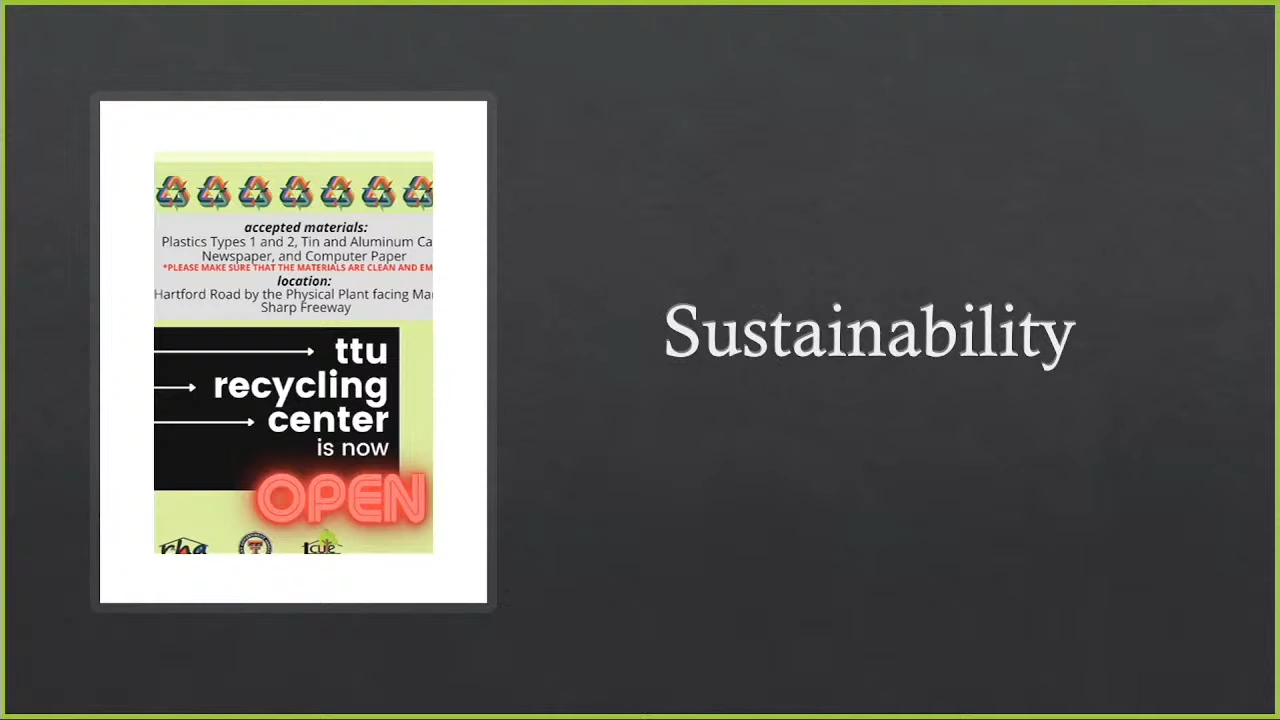 accepted materials:
Plastics Types 1 and 2, Tin and Aluminum Ca
Newspaper, and Computer Paper
*PLEASE MAKE SURE THAT THE MATERIALS ARE CLEAN AND EM
location:
Hartford Road by the Physical Plant facing Mar
Sharp Freeway
ttu
recycling
center
is now
OPEN
rha
Sustainability